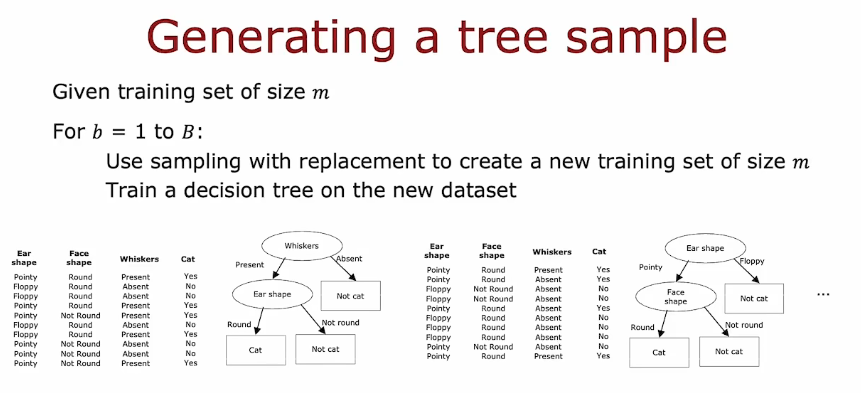 Generating a tree sample
Given training set of size m
For b = 1 to B:
Use sampling with replacement to create a new training set of size m
Train a decision tree on the new dataset
Ear shape Face shape Whiskers Cat
Pointy Round Present Yes
Floppy Round Absent No
Floppy Round Absent No
Pointy Round Present Yes
Pointy Not Round Present Yes
Floppy Round Absent No
Floppy Round Present Yes
Pointy Not Round Absent No
Pointy Not Round Absent No
Pointy Not Round Present Yes
Whiskers
Present Absent
Ear shape Not cat
Round Not round
Cat Not cat
Ear shape Face shape Whiskers Cat
Pointy Round Present Yes
Pointy Round Absent Yes
Floppy Not Round Absent No
Floppy Not Round Absent No
Pointy Round Absent Yes
Floppy Round Absent No
Floppy Round Absent No
Floppy Round Absent No
Pointy Not Round Absent No
Pointy Round Present Yes
Ear shape
Pointy Floppy
Face shape Not cat
Round Not round
Cat Not cat
...